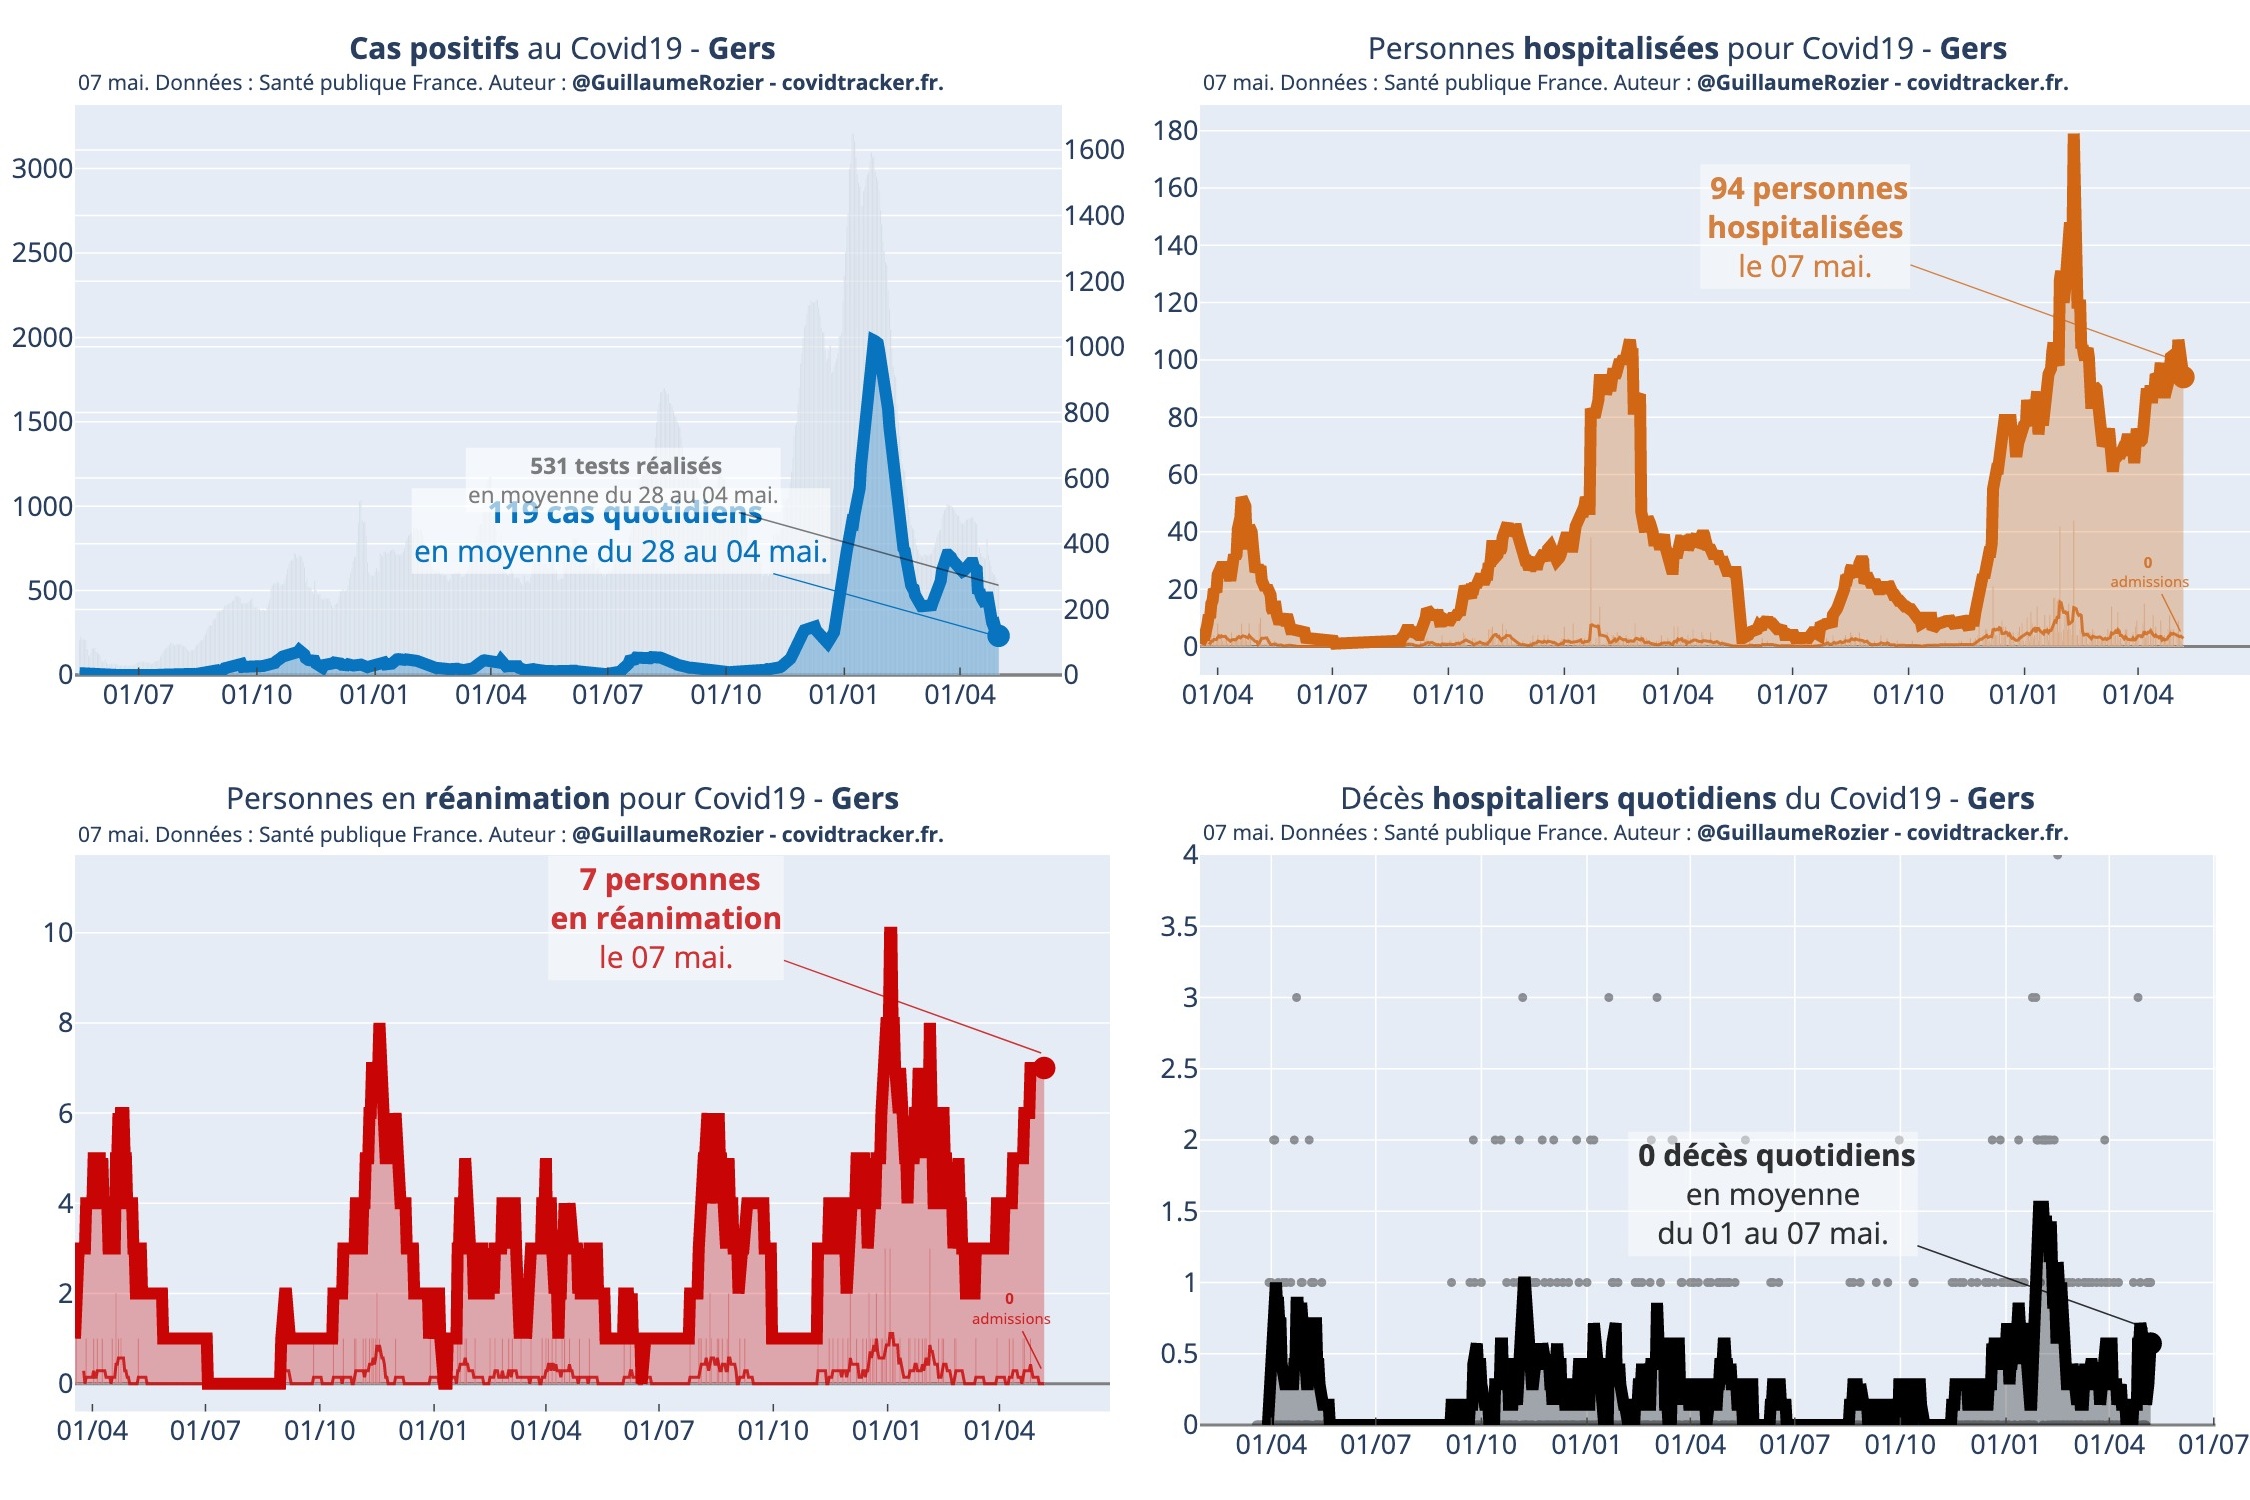 Cas positifs au Covid19 - Gers
07 mai. Données : Santé publique France. Auteur : @GuillaumeRozier - covidtracker.fr.
3000
2500
2000
1500
1000
500
0
1600
1400
1200
1000
800
600
400
200
0
531 tests réalisés
en moyenne du 28 au 04 mai.
119 cas quotidiens
en moyenne du 28 au 04 mai.
01/07 01/10 01/01 01/04 01/07 01/10 01/01 01/04
Personnes hospitalisées pour Covid19 - Gers
07 mai. Données : Santé publique France. Auteur : @GuillaumeRozier - covidtracker.fr.
180
160
140
120
100
80
60
40
20
0
94 personnes
hospitalisées
le 07 mai.
0
admissions
01/04 01/07 01/10 01/01 01/04 01/07 01/10 01/01 01/04
Personnes en réanimation pour Covid19 - Gers
07 mai. Données : Santé publique France. Auteur : @GuillaumeRozier - covidtracker.fr.
10
8
6
4
2
0
7 personnes
en réanimation
le 07 mai.
0
admissions
01/04 01/07 01/10 01/01 01/04 01/07 01/10 01/01 01/04
Décès hospitaliers quotidiens du Covid19 - Gers
07 mai. Données : Santé publique France. Auteur : @GuillaumeRozier - covidtracker.fr.
4
3.5
3
2.5
2
1.5
1
0.5
0
0 décès quotidiens
en moyenne
du 01 au 07 mai.
01/04 01/07 01/10 01/01 01/04 01/07 01/10 01/01 01/04 01/07